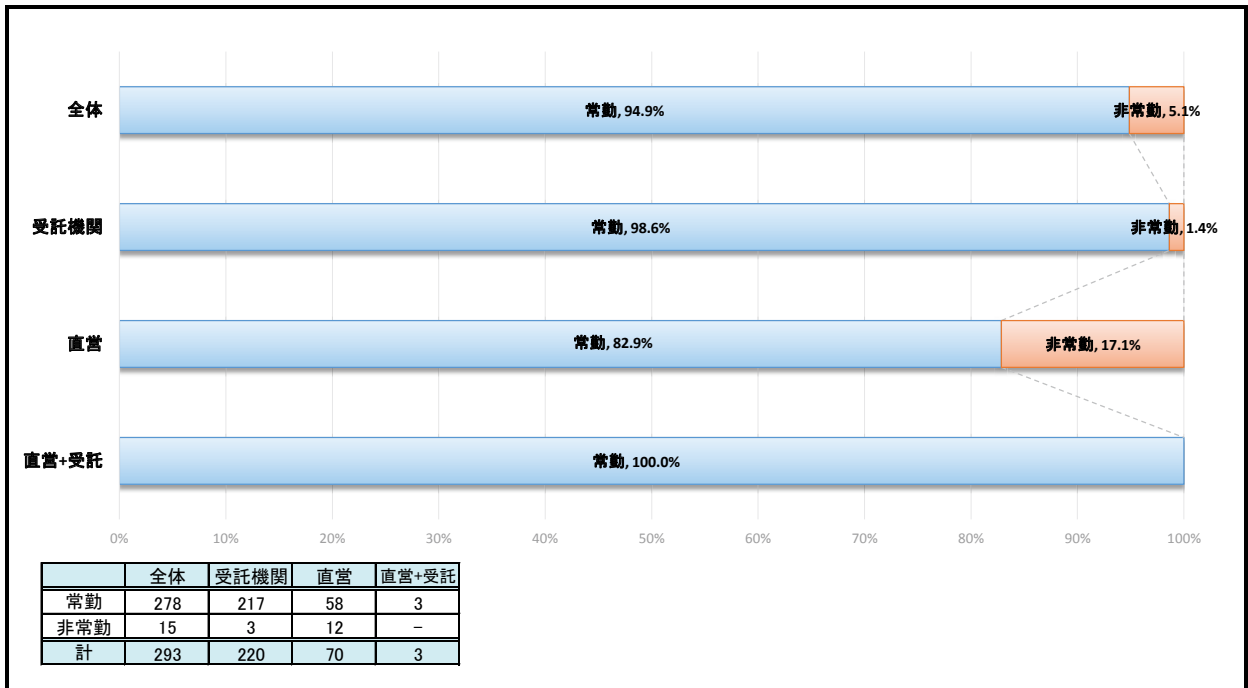 全体
常勤, 94.9%
非常勤, 5.1%
受託機関
常勤, 98.6%
非常勤, 1.4%
直営
常勤, 82.9%
非常勤, 17.1%
直営+受託
常勤, 100.0%
0% 10% 20% 30% 40% 50% 60% 70% 80% 90% 100%
全体 受託機関 直営 直営+受託
常勤 278 217 58 3
非常勤 15 3 12 －
計 293 220 70 3